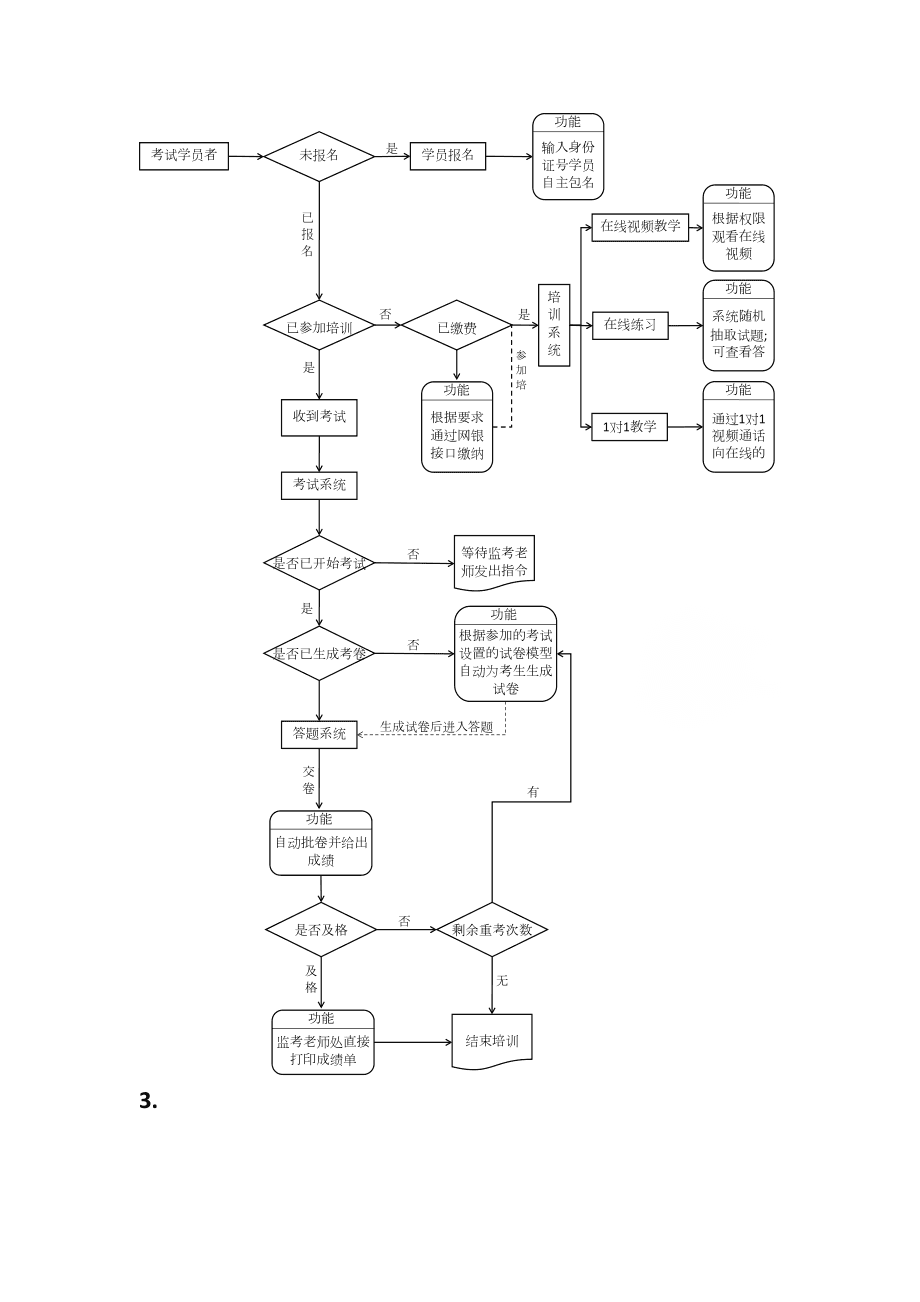 考试学员者
未报名
是
学员报名
功能
输入身份
证号学员
自主包名
已
报
名
功能
根据权限
观看在线
视频
在线视频教学
已参加培训
否
已缴费
是
培
训
系
统
在线练习
功能
系统随机
抽取试题;
可查看答
是
参
加
培
功能
根据要求
通过网银
接口缴纳
1对1教学
功能
通过1对1
视频通话
向在线的
收到考试
考试系统
是否已开始考试
否
等待监考老
师发出指令
是
是否已生成考卷
否
功能
根据参加的考试
设置的试卷模型
自动为考生生成
试卷
答题系统
生成试卷后进入答题
交
卷
有
功能
自动批卷并给出
成绩
是否及格
否
剩余重考次数
及
格
无
功能
监考老师处直接
打印成绩单
结束培训
3.